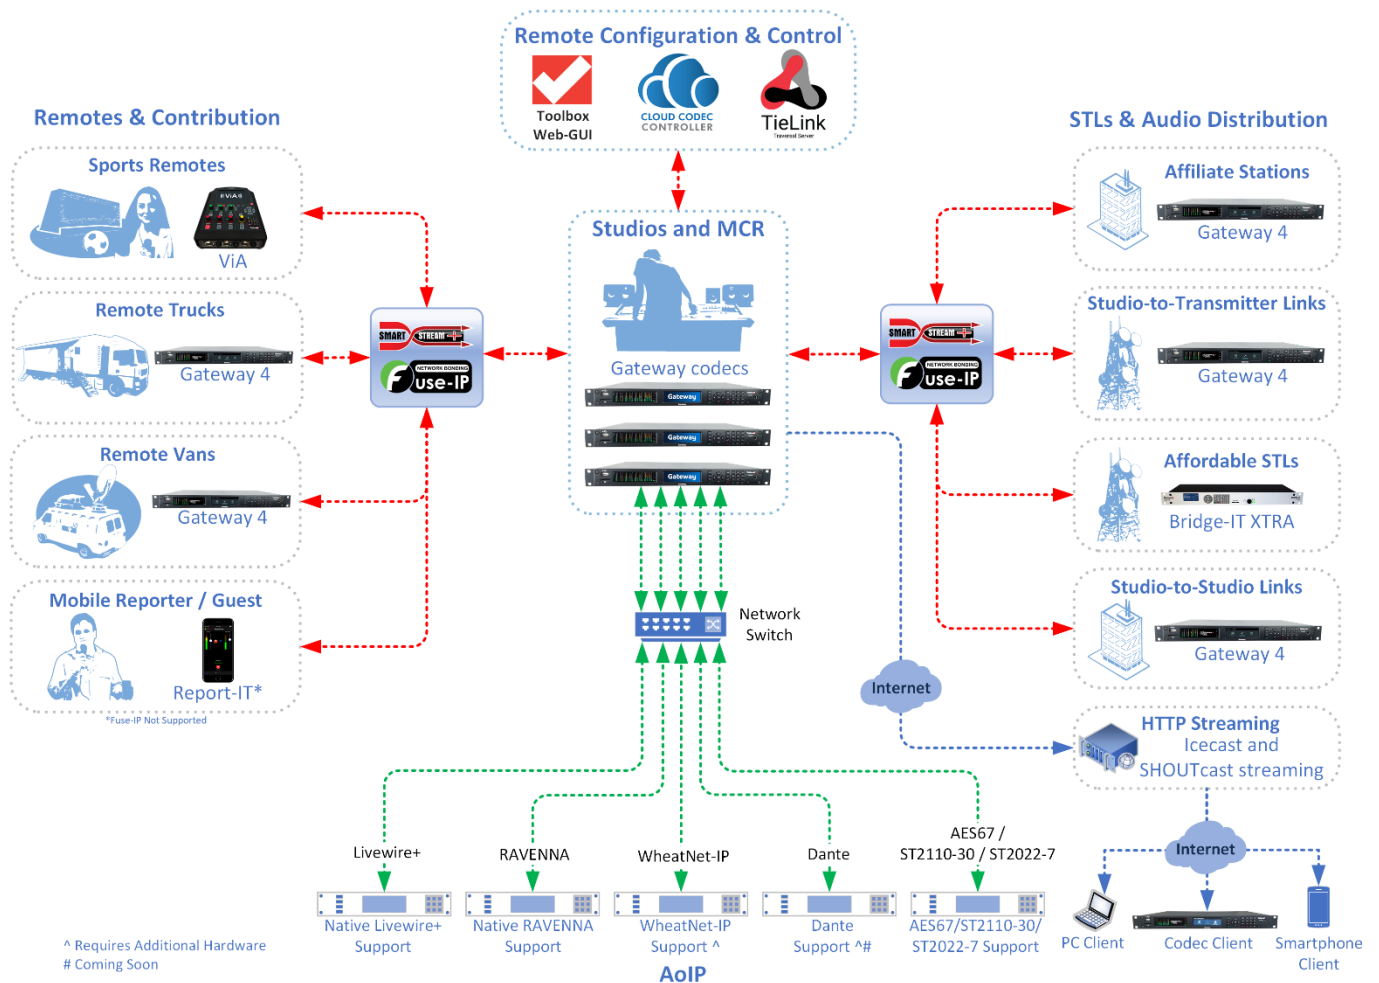 Remote Configuration & Control
Toolbox
Web-GUI
CLOUD CODEC
CONTROLLER
TieLink
Traversal Server
Remotes & Contribution
Sports Remotes
ViA
ViA
Remote Trucks
Gateway 4
Remote Vans
Gateway 4
Mobile Reporter / Guest
Report-IT*
*Fuse-IP Not Supported
SMART STREAM +
NETWORK BONDING
Fuse-IP
Studios and MCR
Gateway codecs
Gateway
Gateway
Gateway
Network
Switch
SMART STREAM +
NETWORK BONDING
Fuse-IP
STLs & Audio Distribution
Affiliate Stations
Gateway 4
Studio-to-Transmitter Links
Gateway 4
Affordable STLs
Bridge-IT XTRA
Studio-to-Studio Links
Gateway 4
Internet
HTTP Streaming
Icecast and
SHOUTcast streaming
Internet
PC Client
Codec Client
Smartphone
Client
Livewire+
RAVENNA
WheatNet-IP
Dante
AES67 /
ST2110-30 / ST2022-7
Native Livewire+
Support
Native RAVENNA
Support
WheatNet-IP
Support ^
Dante
Support ^#
AES67/ST2110-30/
ST2022-7 Support
AoIP
^ Requires Additional Hardware
# Coming Soon